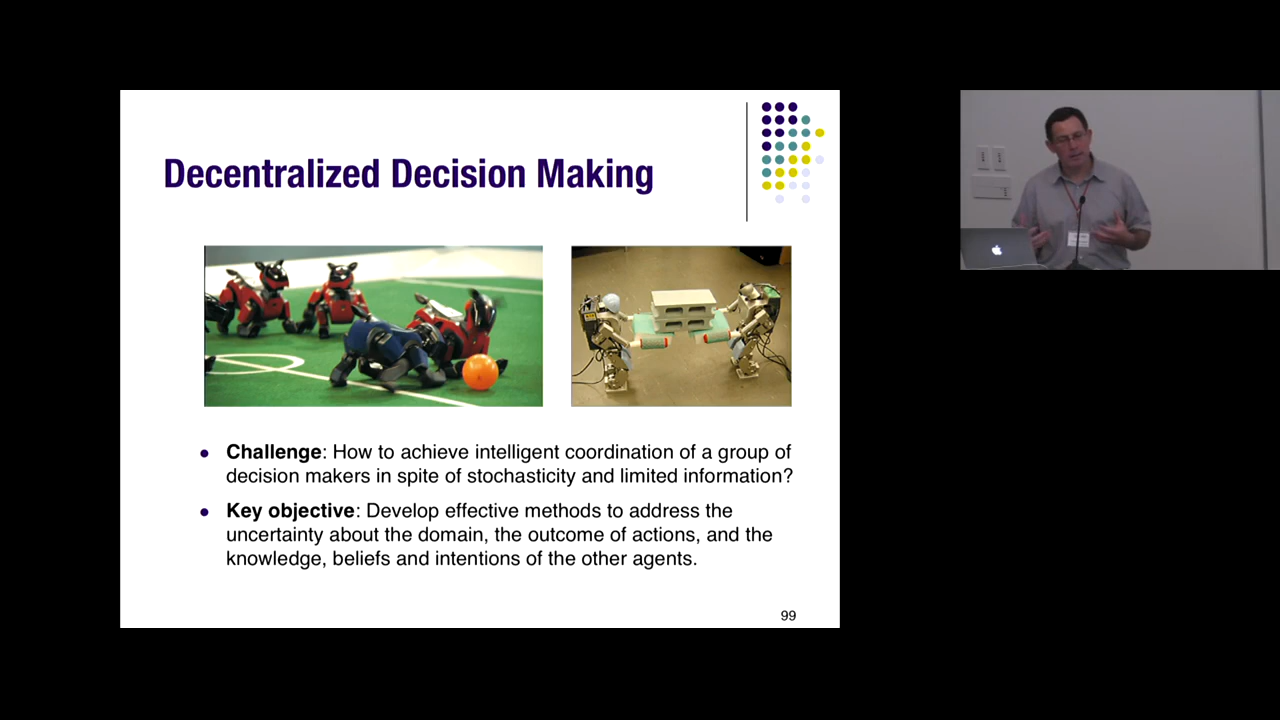 Decentralized Decision Making
● Challenge: How to achieve intelligent coordination of a group of
decision makers in spite of stochasticity and limited information?
● Key objective: Develop effective methods to address the
uncertainty about the domain, the outcome of actions, and the
knowledge, beliefs and intentions of the other agents.
99